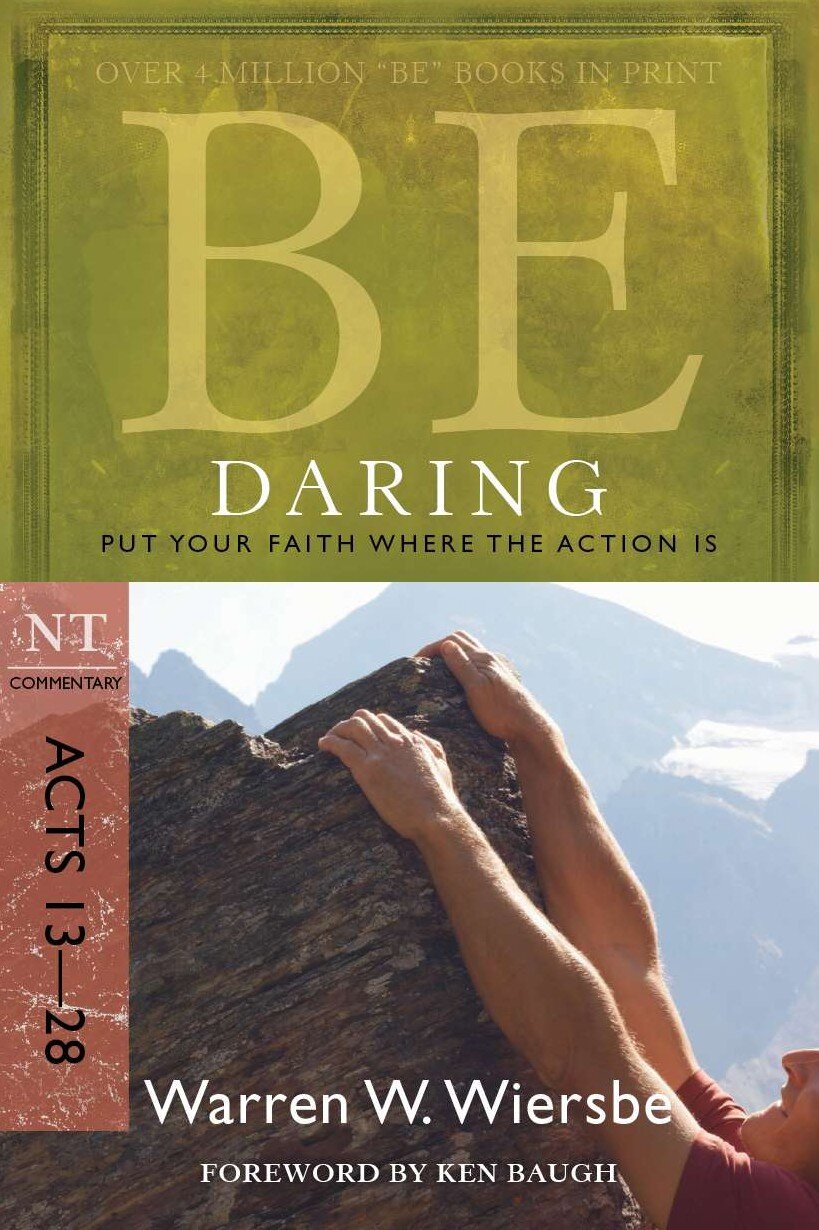 OVER 4 MILLION “BE” BOOKS IN PRINT
BE
DARING
PUT YOUR FAITH WHERE THE ACTION IS
NT
COMMENTARY
ACTS 13—28
Warren W. Wiersbe
FOREWORD BY KEN BAUGH